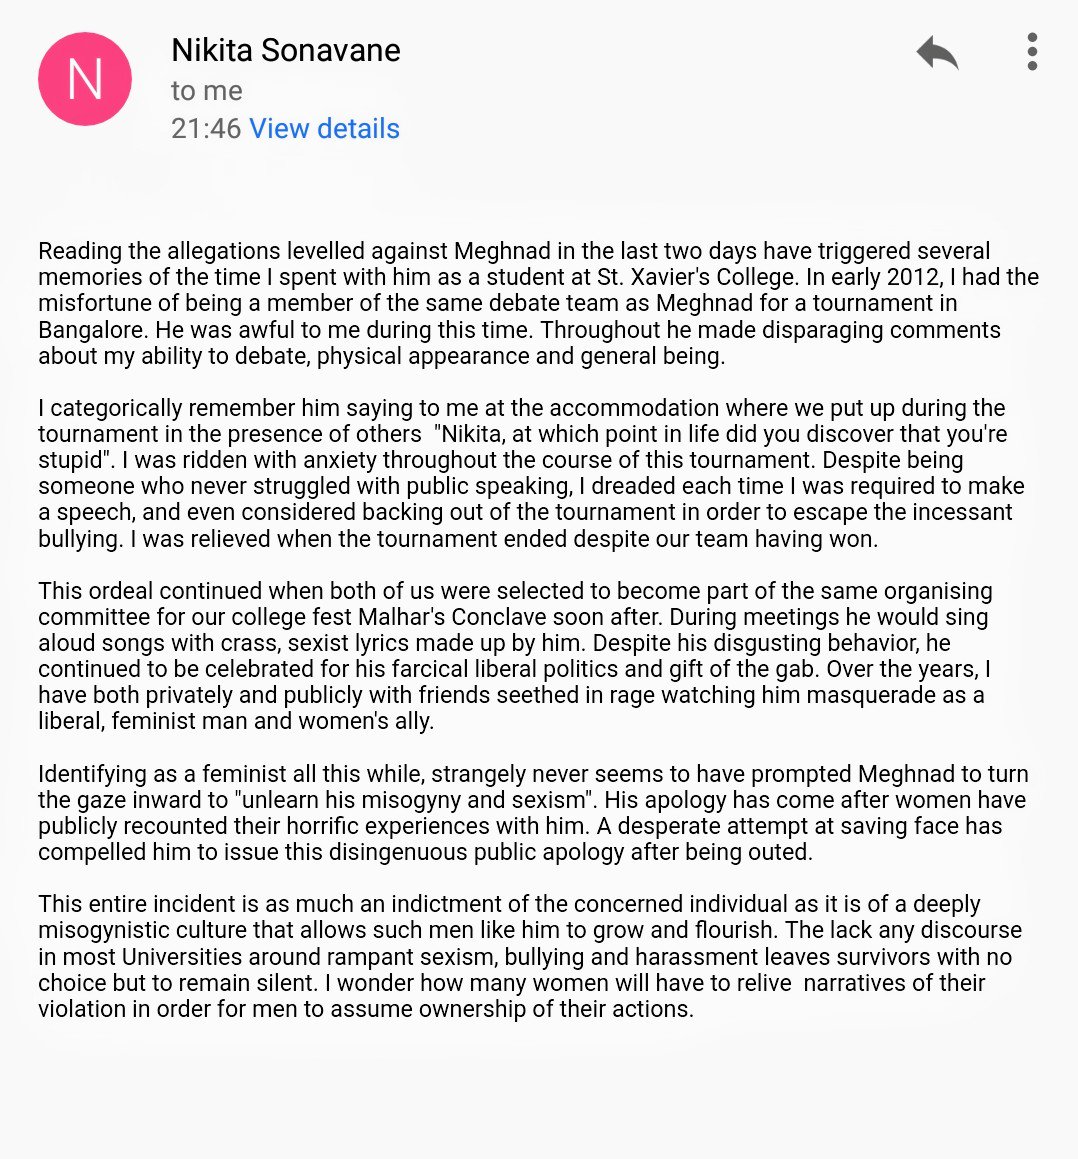 N
Nikita Sonavane
to me
21:46 View details
Reading the allegations levelled against Meghnad in the last two days have triggered several
memories of the time I spent with him as a student at St. Xavier's College. In early 2012, I had the
misfortune of being a member of the same debate team as Meghnad for a tournament in
Bangalore. He was awful to me during this time. Throughout he made disparaging comments
about my ability to debate, physical appearance and general being.
I categorically remember him saying to me at the accommodation where we put up during the
tournament in the presence of others  "Nikita, at which point in life did you discover that you're
stupid". I was ridden with anxiety throughout the course of this tournament. Despite being
someone who never struggled with public speaking, I dreaded each time I was required to make
a speech, and even considered backing out of the tournament in order to escape the incessant
bullying. I was relieved when the tournament ended despite our team having won.
This ordeal continued when both of us were selected to become part of the same organising
committee for our college fest Malhar's Conclave soon after. During meetings he would sing
aloud songs with crass, sexist lyrics made up by him. Despite his disgusting behavior, he
continued to be celebrated for his farcical liberal politics and gift of the gab. Over the years, I
have both privately and publicly with friends seethed in rage watching him masquerade as a
liberal, feminist man and women's ally.
Identifying as a feminist all this while, strangely never seems to have prompted Meghnad to turn
the gaze inward to "unlearn his misogyny and sexism". His apology has come after women have
publicly recounted their horrific experiences with him. A desperate attempt at saving face has
compelled him to issue this disingenuous public apology after being outed.
This entire incident is as much an indictment of the concerned individual as it is of a deeply
misogynistic culture that allows such men like him to grow and flourish. The lack any discourse
in most Universities around rampant sexism, bullying and harassment leaves survivors with no
choice but to remain silent. I wonder how many women will have to relive  narratives of their
violation in order for men to assume ownership of their actions.